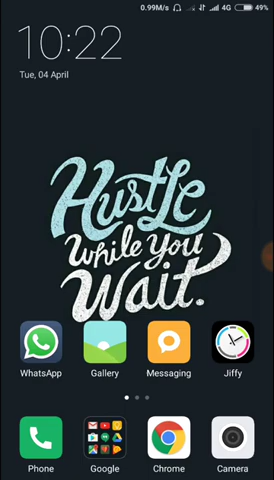 0.99M/s 4G 49%
10:22
Tue, 04 April
Hustle
While you
Wait.
WhatsApp Gallery Messaging Jiffy
Phone Google Chrome Camera